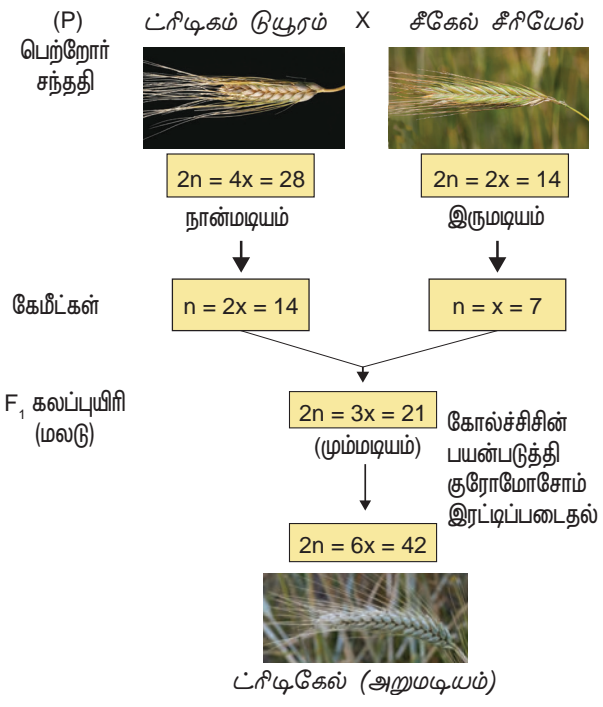 (P)
பெற்றோர்
சந்ததி
ட்ரிடிகம் டுயூரம் X சீகேல் சீரியேல்
2n = 4x = 28
2n = 2x = 14
நான்மடியம்
இருமடியம்
கேமீட்கள்
n = 2x = 14
n = x = 7
F₁ கலப்புயிரி
(மலடு)
2n = 3x = 21
(மும்மடியம்)
கோல்ச்சிசின்
பயன்படுத்தி
குரோமோசோம்
இரட்டிப்படைதல்
2n = 6x = 42
ட்ரிடிகேல் (அறுமடியம்)